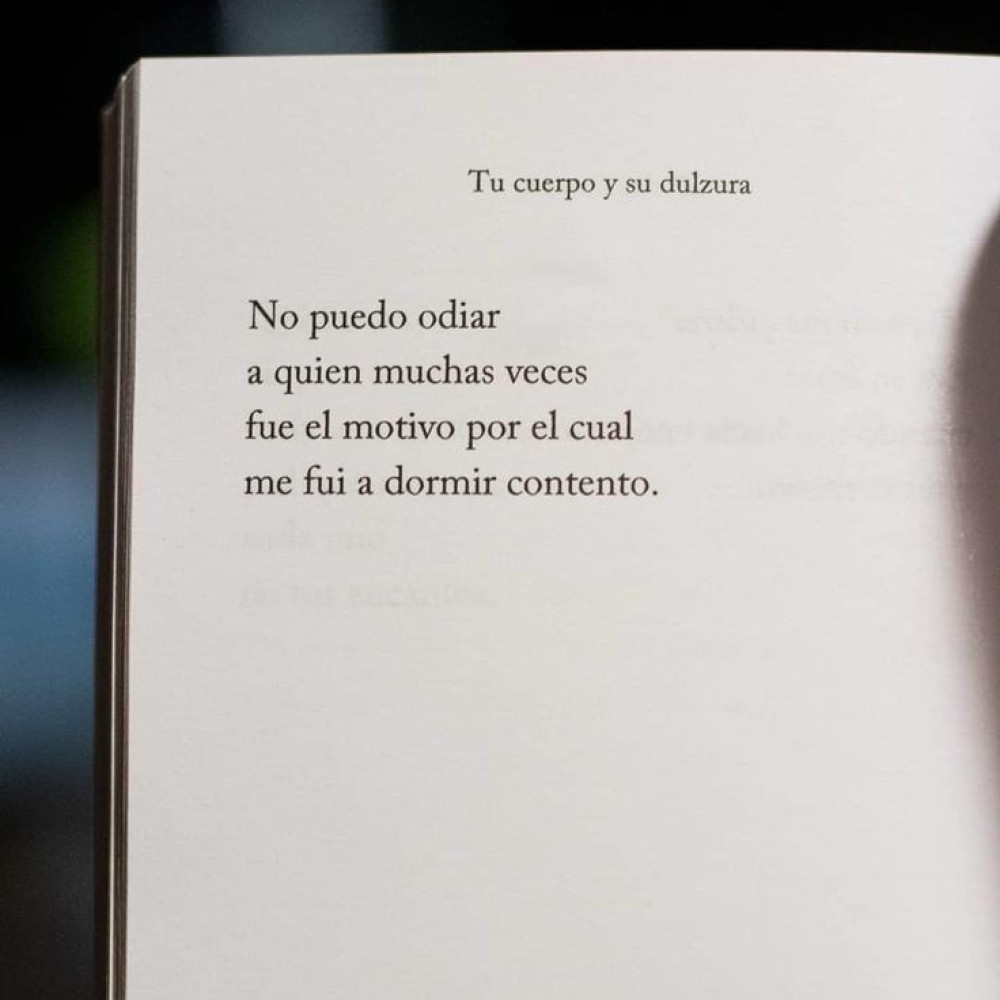 Tu cuerpo y su dulzura
No puedo odiar
a quien muchas veces
fue el motivo por el cual
me fui a dormir contento.